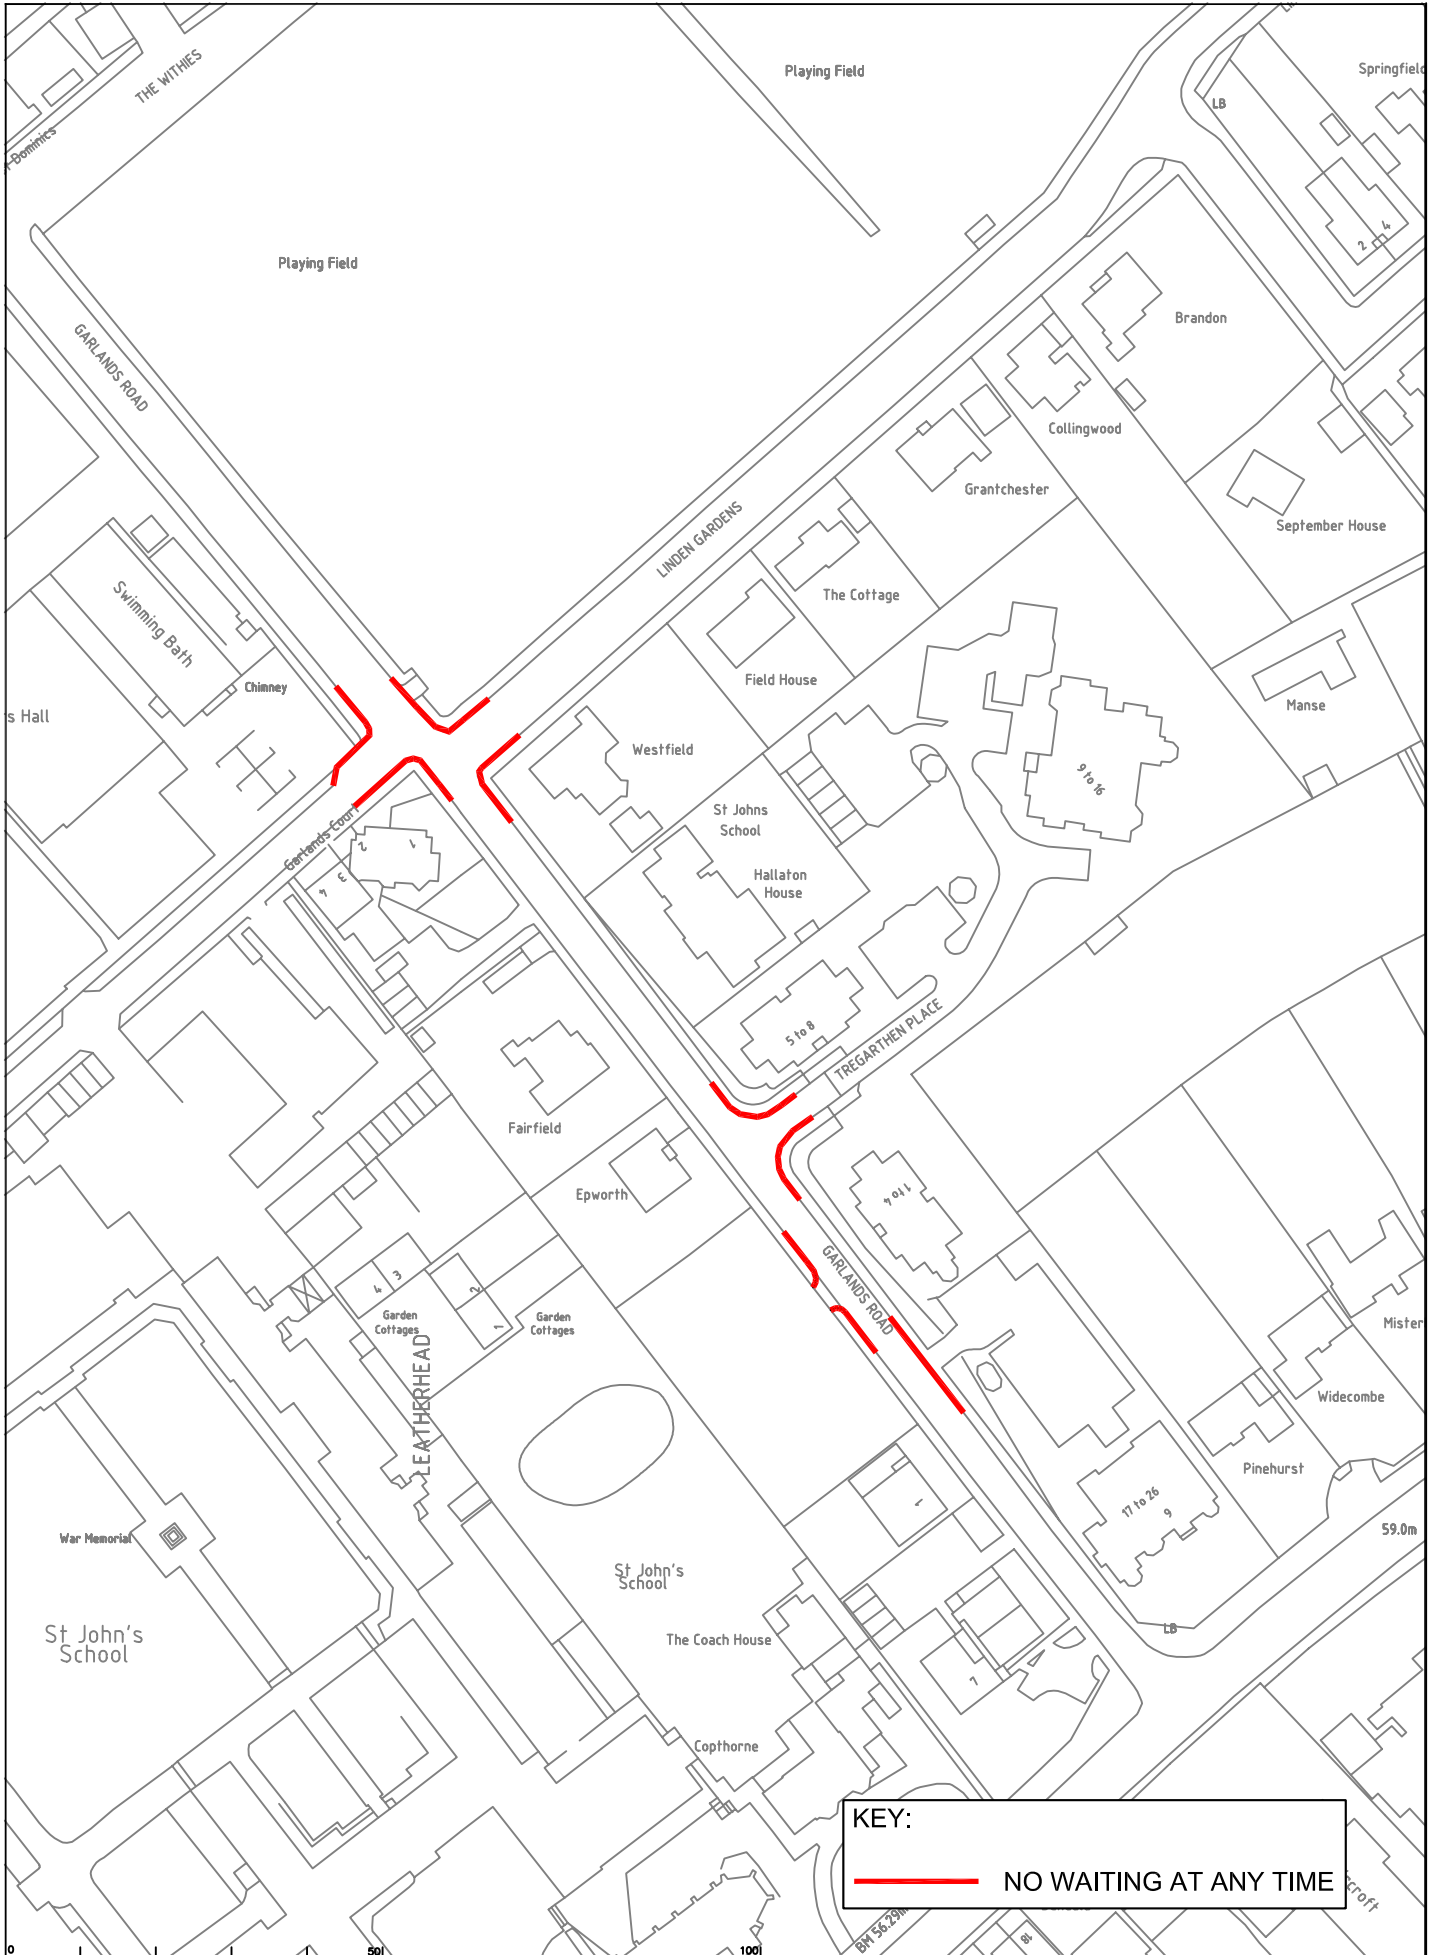 THE WITHIES
Dominics
Playing Field
Springfield
LB
2
4
Playing Field
GARLANDS ROAD
Brandon
Collingwood
Grantchester
September House
LINDEN GARDENS
The Cottage
Swimming Bath
Chimney
Field House
Manse
s Hall
Westfield
9 to 16
St Johns
School
Garlands Court
1
2
3
4
Hallaton
House
5 to 8
TREGARTHEN PLACE
Fairfield
Epworth
1 to 4
GARLANDS ROAD
4
3
2
1
Garden
Cottages
Garden
Cottages
LEATHERHEAD
Mister
Widecombe
Pinehurst
1
17 to 26
9
59.0m
War Memorial
St John's
School
St John's
School
The Coach House
LB
7
Copthorne
KEY:
NO WAITING AT ANY TIME
croft
BM 56.29m
18
0
50
100